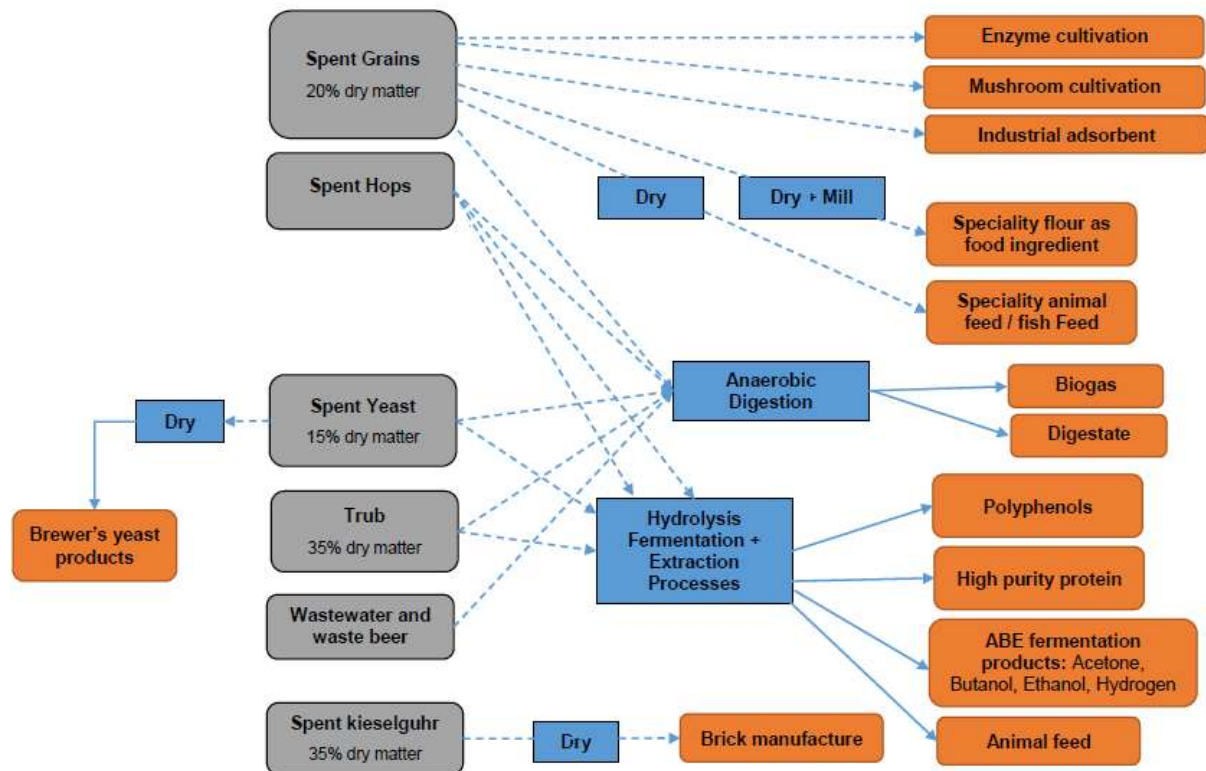 Spent Grains
20% dry matter
Enzyme cultivation
Mushroom cultivation
Industrial adsorbent
Spent Hops
Dry
Dry + Mill
Speciality flour as
food ingredient
Speciality animal
feed / fish Feed
Anaerobic
Digestion
Biogas
Digestate
Dry
Spent Yeast
15% dry matter
Brewer's yeast
products
Trub
35% dry matter
Hydrolysis
Fermentation +
Extraction
Processes
Polyphenols
High purity protein
Wastewater and
waste beer
ABE fermentation
products: Acetone,
Butanol, Ethanol, Hydrogen
Spent kieselguhr
35% dry matter
Dry
Brick manufacture
Animal feed